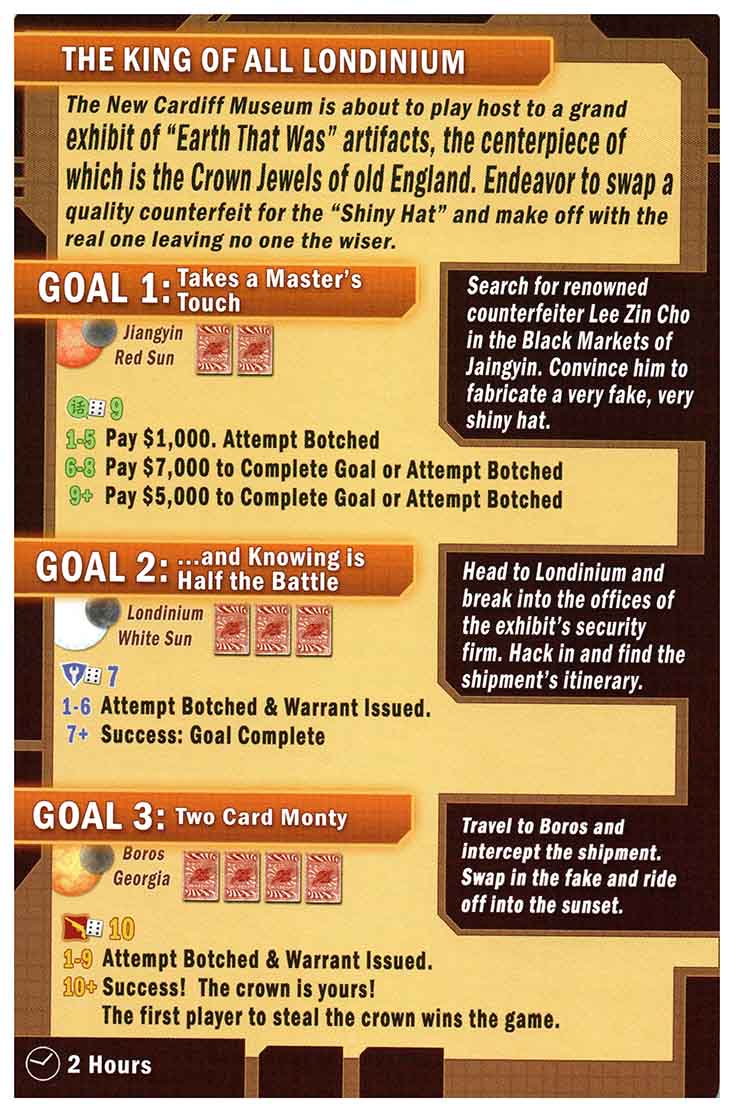 THE KING OF ALL LONDINIUM
The New Cardiff Museum is about to play host to a grand
exhibit of “Earth That Was” artifacts, the centerpiece of
which is the Crown Jewels of old England. Endeavor to swap a
quality counterfeit for the “Shiny Hat” and make off with the
real one leaving no one the wiser.
GOAL 1: Takes a Master’s
Touch
Jiangyin
Red Sun
Search for renowned
counterfeiter Lee Zin Cho
in the Black Markets of
Jaingyin. Convince him to
fabricate a very fake, very
shiny hat.
话 9
1-5 Pay $1,000. Attempt Botched
6-8 Pay $7,000 to Complete Goal or Attempt Botched
9+ Pay $5,000 to Complete Goal or Attempt Botched
GOAL 2: ...and Knowing is
Half the Battle
Londinium
White Sun
Head to Londinium and
break into the offices of
the exhibit’s security
firm. Hack in and find the
shipment’s itinerary.
7
1-6 Attempt Botched & Warrant Issued.
7+ Success: Goal Complete
GOAL 3: Two Card Monty
Boros
Georgia
Travel to Boros and
intercept the shipment.
Swap in the fake and ride
off into the sunset.
10
1-9 Attempt Botched & Warrant Issued.
10+ Success! The crown is yours!
The first player to steal the crown wins the game.
2 Hours